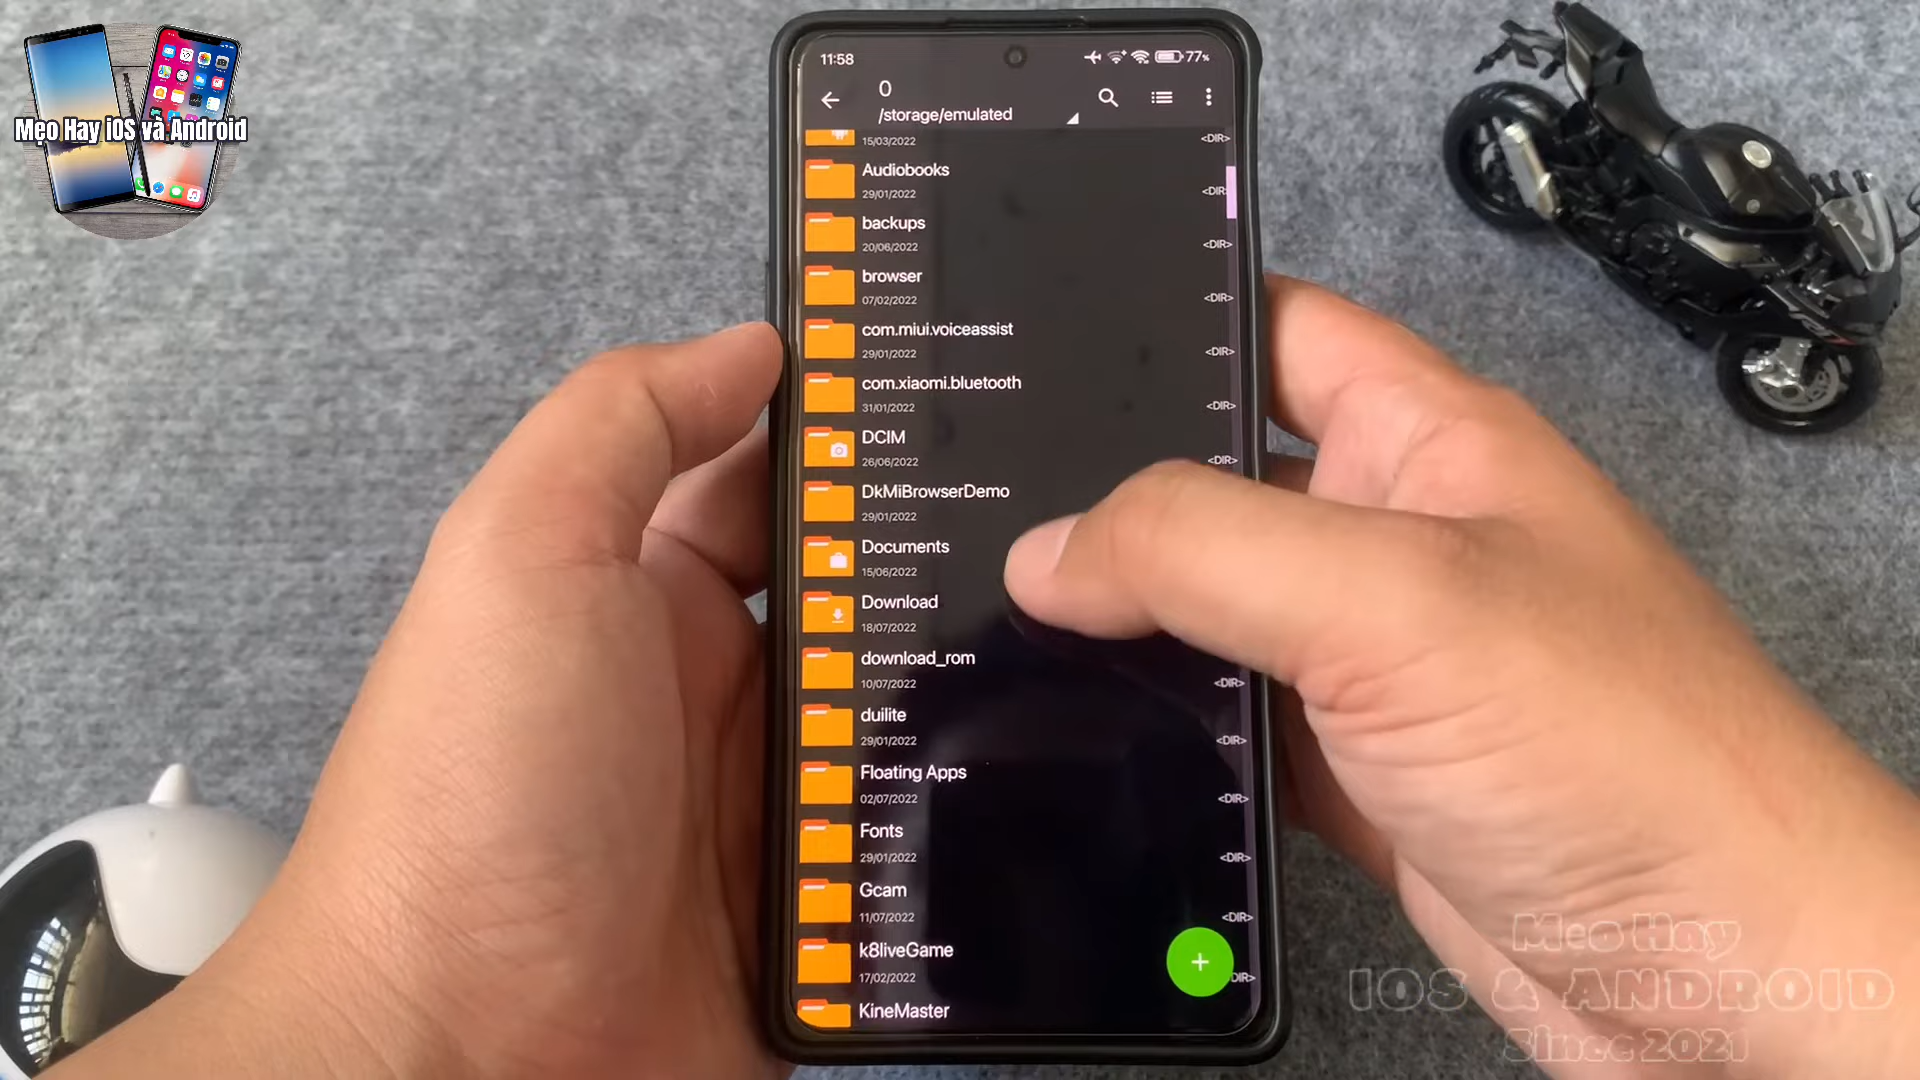 Mẹo Hay iOS và Android
11:58
77%
0
/storage/emulated
15/03/2022
<DIR>
Audiobooks
29/01/2022
<DIR
backups
20/06/2022
<DIR>
browser
07/02/2022
<DIR>
com.miui.voiceassist
29/01/2022
<DIR>
com.xiaomi.bluetooth
31/01/2022
<DIR>
DCIM
26/06/2022
<DIR>
DkMiBrowserDemo
29/01/2022
Documents
15/06/2022
Download
18/07/2022
download_rom
10/07/2022
<DIR>
duilite
29/01/2022
<DIR>
Floating Apps
02/07/2022
<DIR>
Fonts
29/01/2022
<DIR>
Gcam
11/07/2022
<DIR>
k8liveGame
17/02/2022
DIR>
KineMaster
Mẹo Hay
IOS & ANDROID
Since 2021